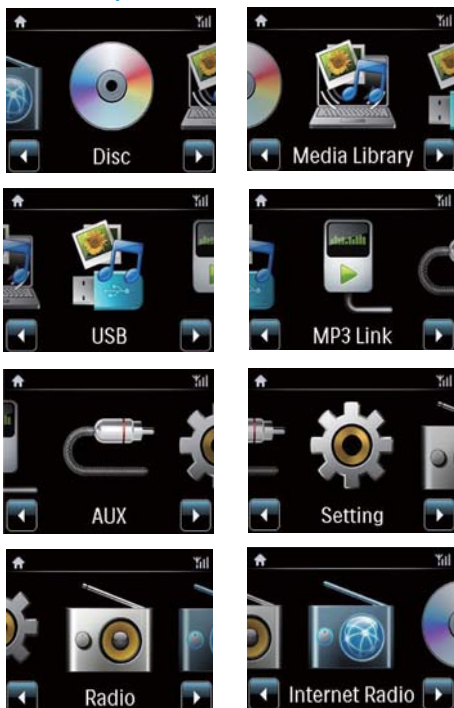 Disc
Media Library
USB
MP3 Link
AUX
Setting
Radio
Internet Radio